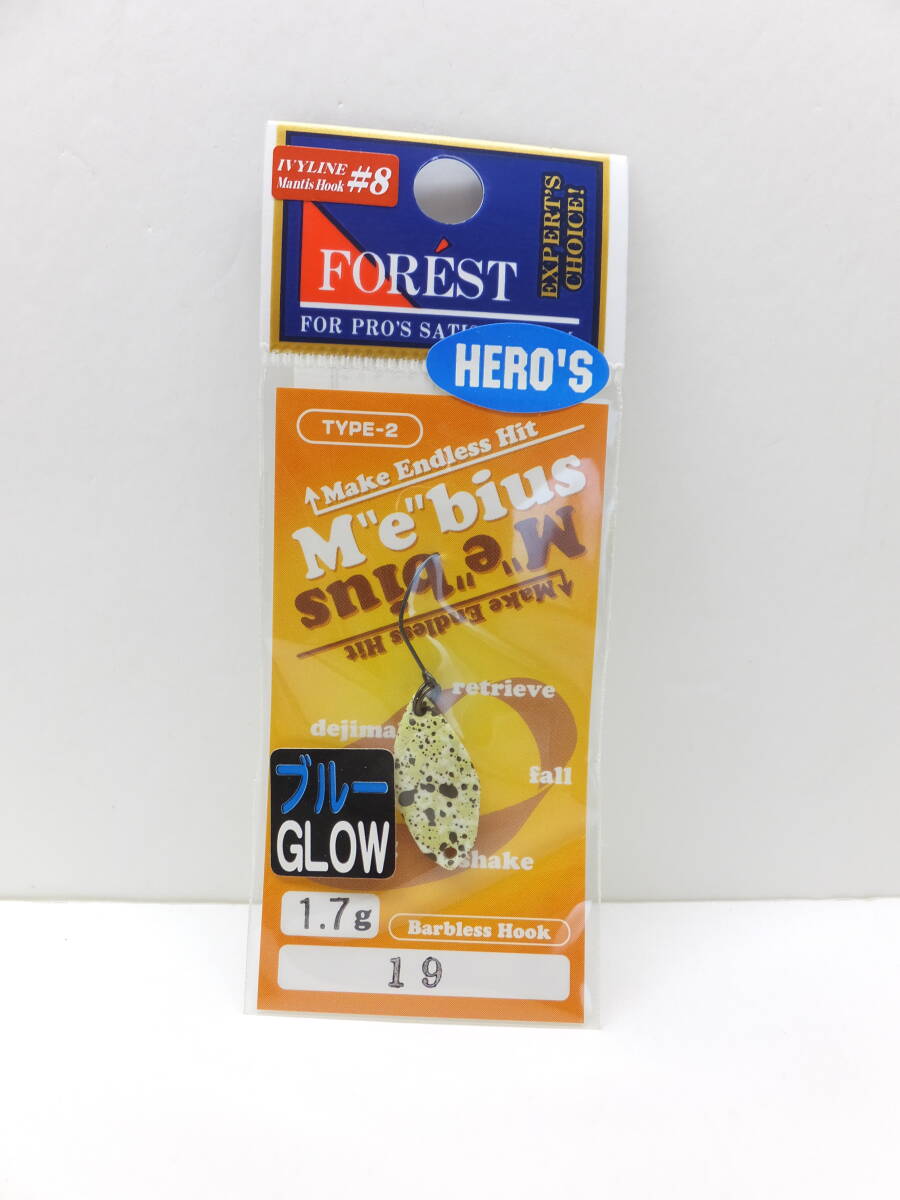 IVYLINE
Mantis Hook #8
FORÉST
EXPERT'S
CHOICE!
FOR PRO'S
HERO'S
TYPE-2
Make Endless Hit
M"e"bius
M"e"bius
Make Endless Hit
retrieve
dejima
fall
shake
ブルー
GLOW
1.7g
Barbless Hook
19